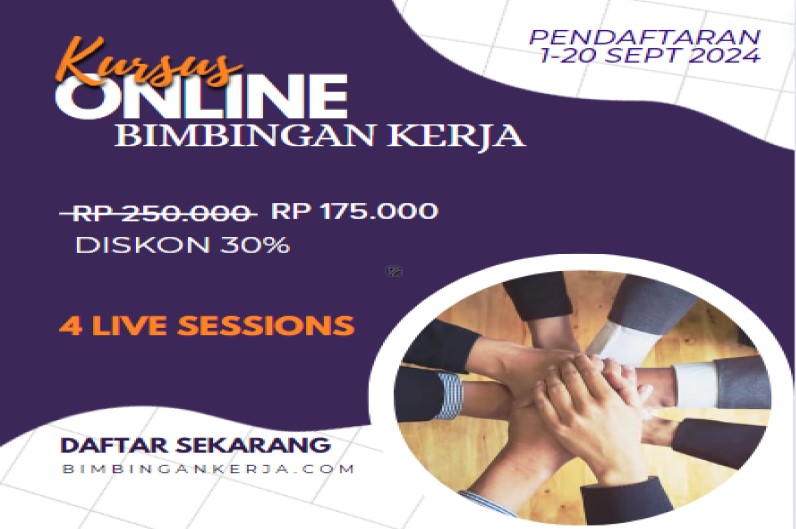 Kursus
ONLINE
BIMBINGAN KERJA
PENDAFTARAN
1-20 SEPT 2024
RP 250.000 RP 175.000
DISKON 30%
4 LIVE SESSIONS
DAFTAR SEKARANG
BIMBINGANKERJA.COM